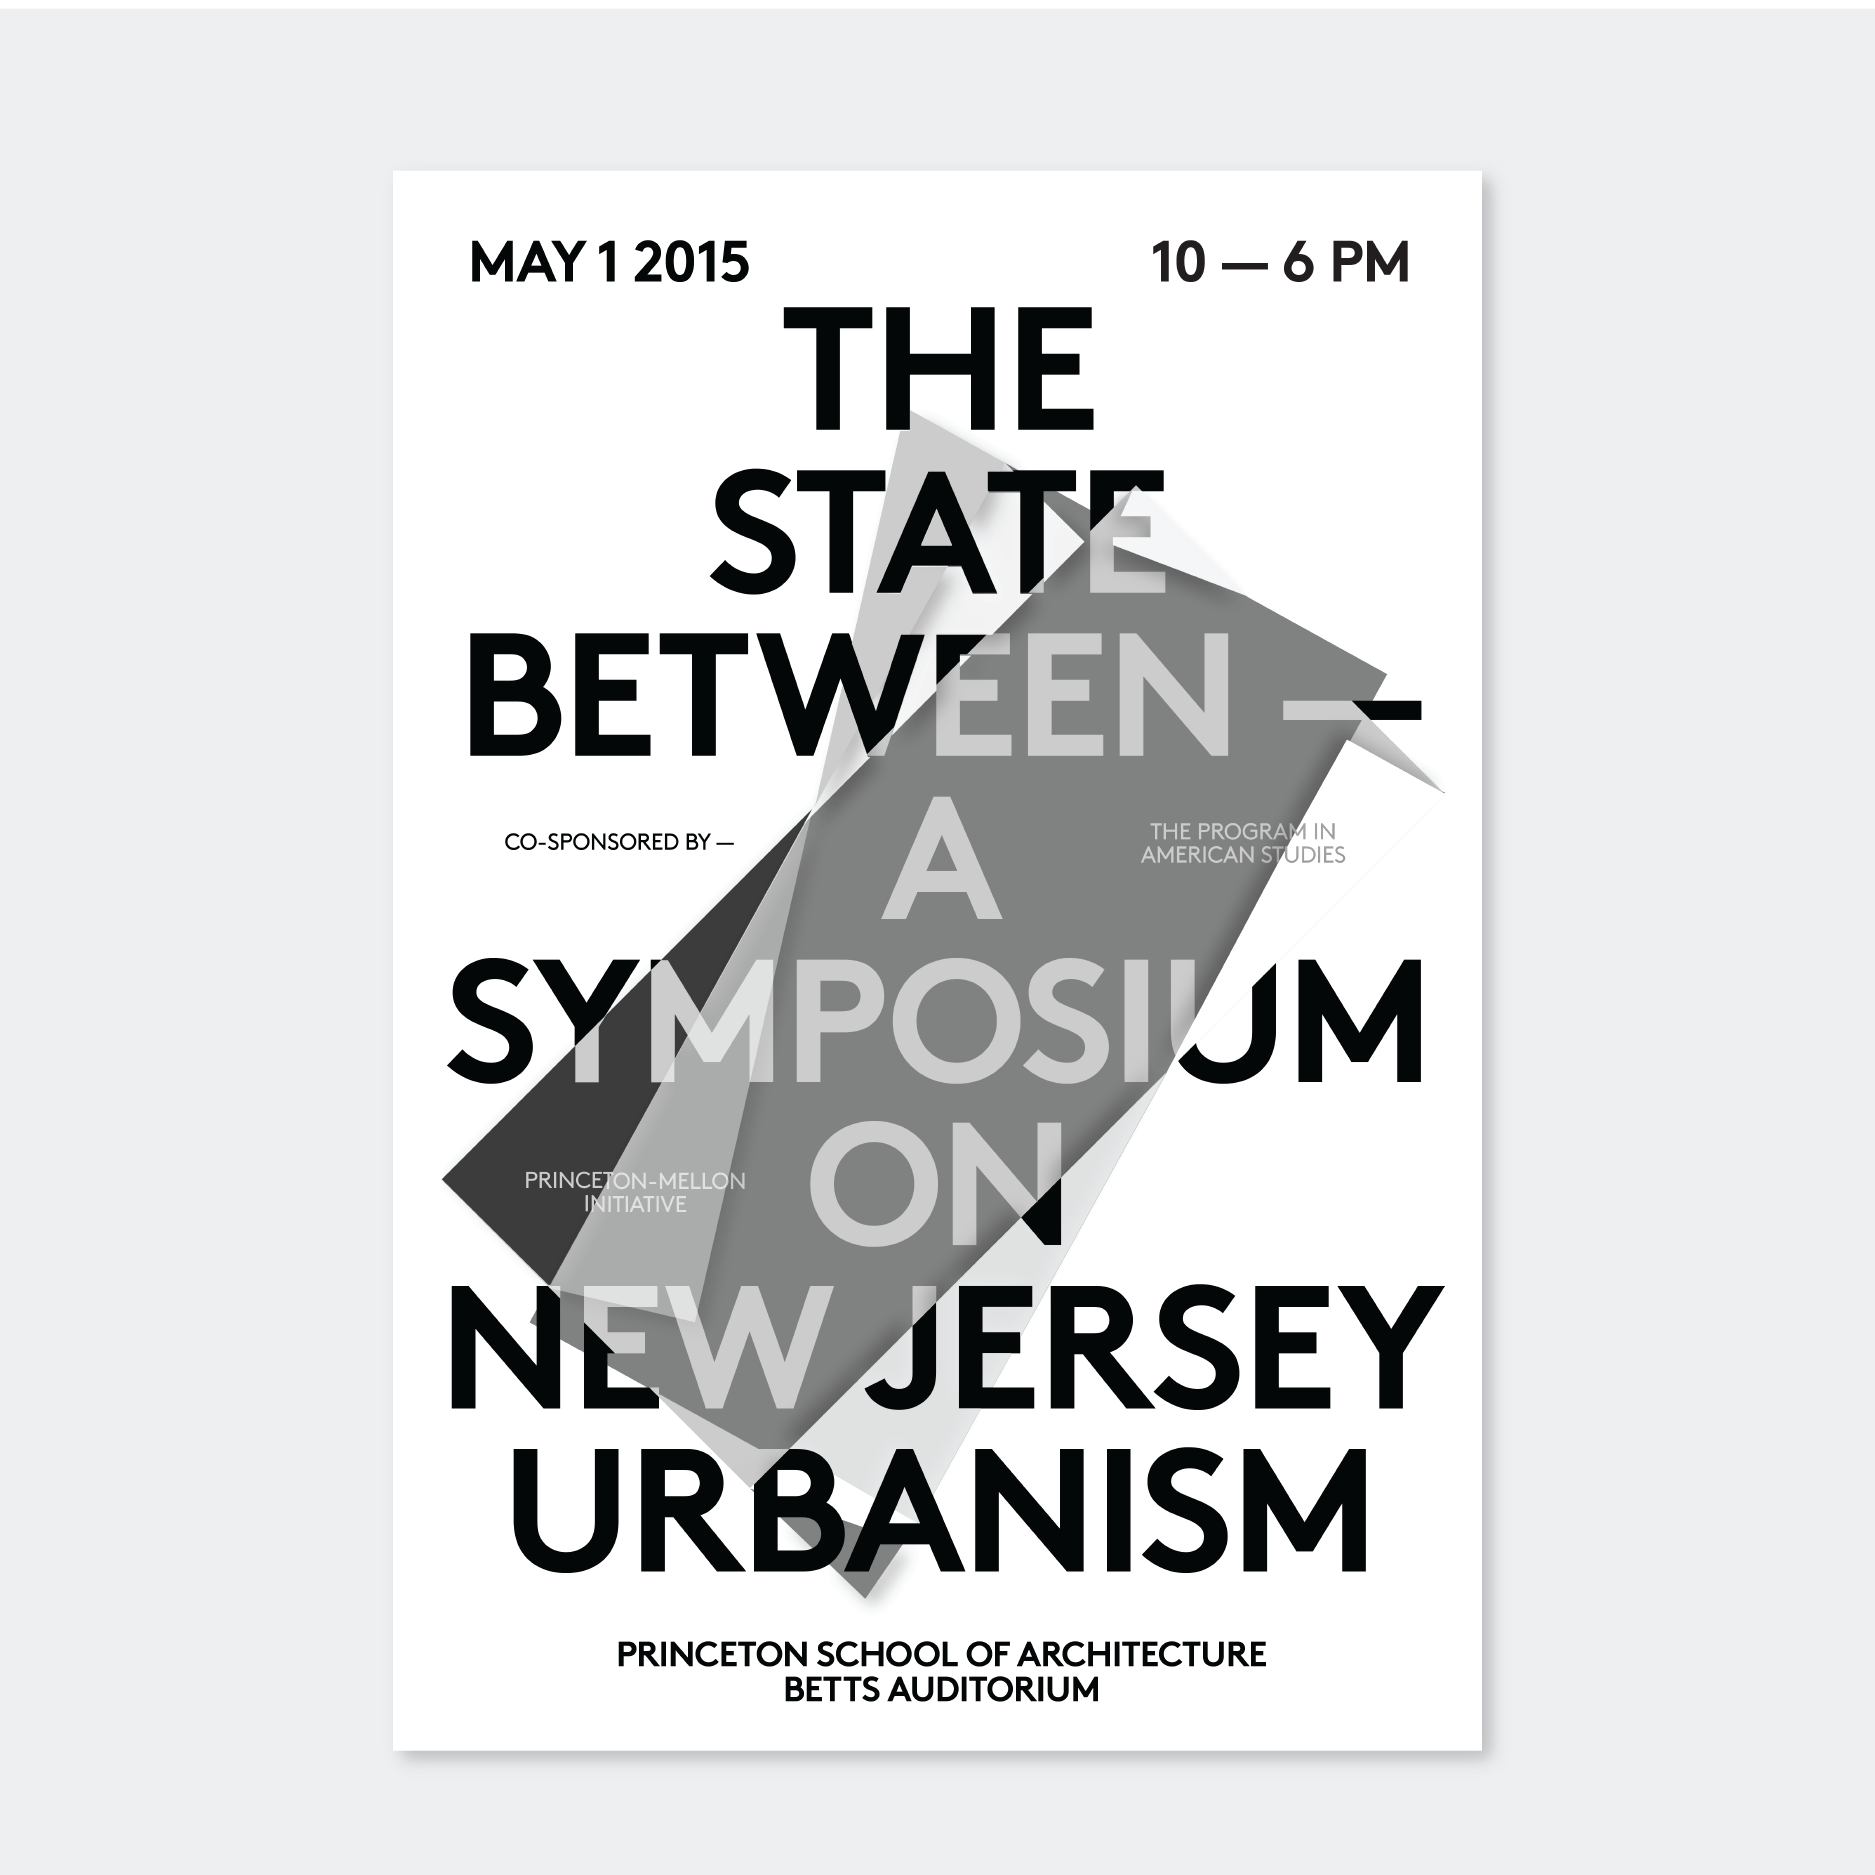 MAY 1 2015
10 — 6 PM
THE
STATE
BETWEEN —
A
CO-SPONSORED BY —
THE PROGRAM IN
AMERICAN STUDIES
SYMPOSIUM
ON
PRINCETON-MELLON
INITIATIVE
NEW JERSEY
URBANISM
PRINCETON SCHOOL OF ARCHITECTURE
BETTS AUDITORIUM